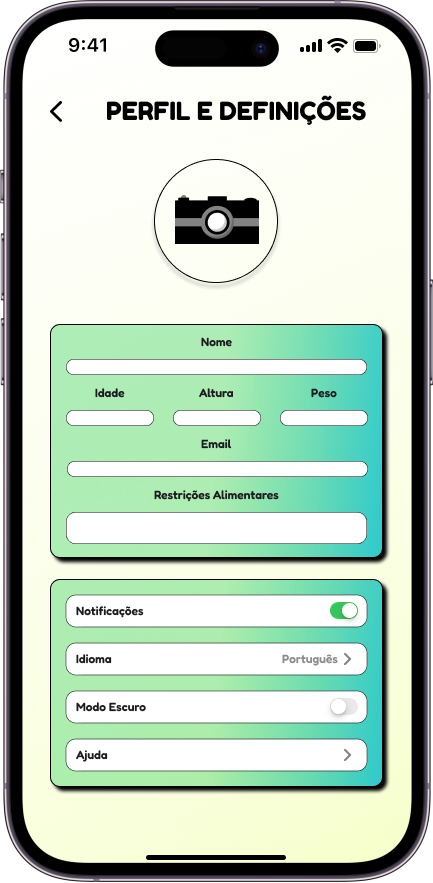 9:41
PERFIL E DEFINIÇÕES
Nome
Idade Altura Peso
Email
Restrições Alimentares
Notificações
Idioma Português
Modo Escuro
Ajuda